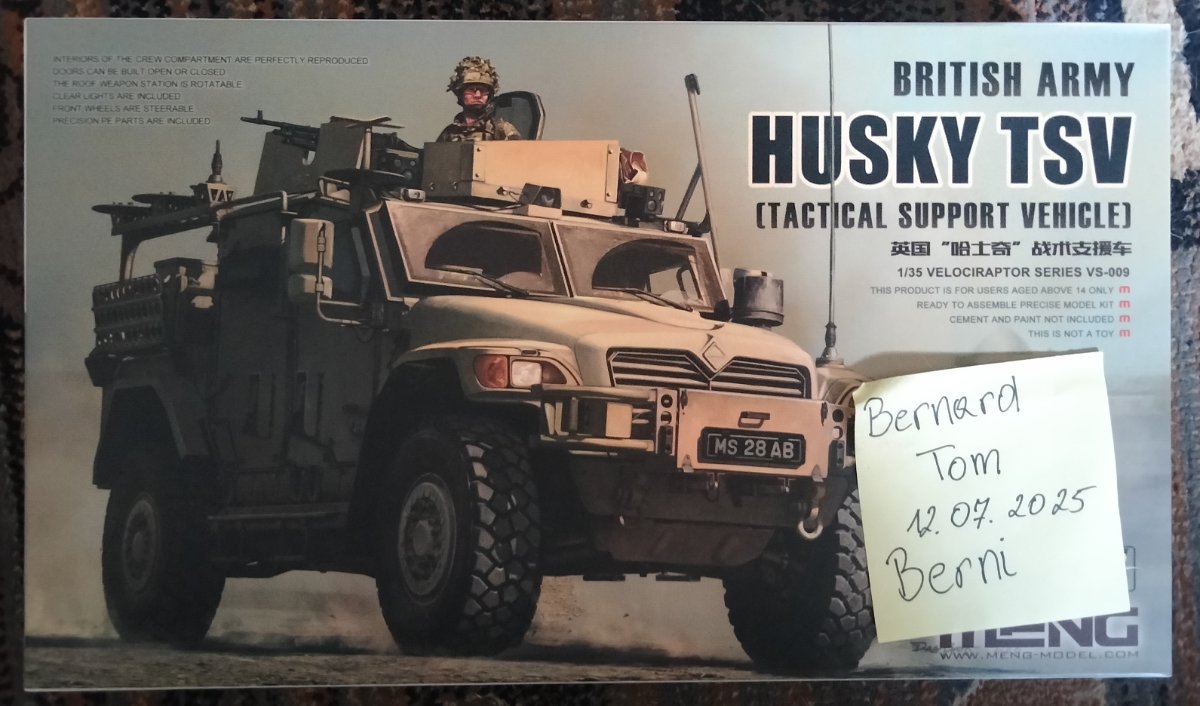 INTERIORS OF THE CREW COMPARTMENT ARE PERFECTLY REPRODUCED
DOORS CAN BE BUILT OPEN OR CLOSED
THE ROOF WEAPON STATION IS ROTATABLE
CLEAR LIGHTS ARE INCLUDED
FRONT WHEELS ARE STEERABLE
PRECISION PE PARTS ARE INCLUDED
BRITISH ARMY
HUSKY TSV
(TACTICAL SUPPORT VEHICLE)
英国“哈士奇”战术支援车
1/35 VELOCIRAPTOR SERIES VS-009
THIS PRODUCT IS FOR USERS AGED ABOVE 14 ONLY
READY TO ASSEMBLE PRECISE MODEL KIT
CEMENT AND PAINT NOT INCLUDED
THIS IS NOT A TOY
MS 28 AB
Bernard
Tom
12.07.2025
Berni
MENG
WWW.MENG-MODEL.COM